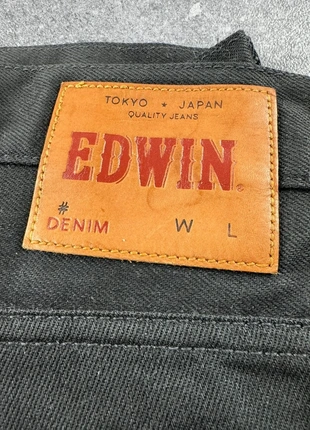 TOKYO ★ JAPAN
QUALITY JEANS
EDWIN.
#
DENIM W L